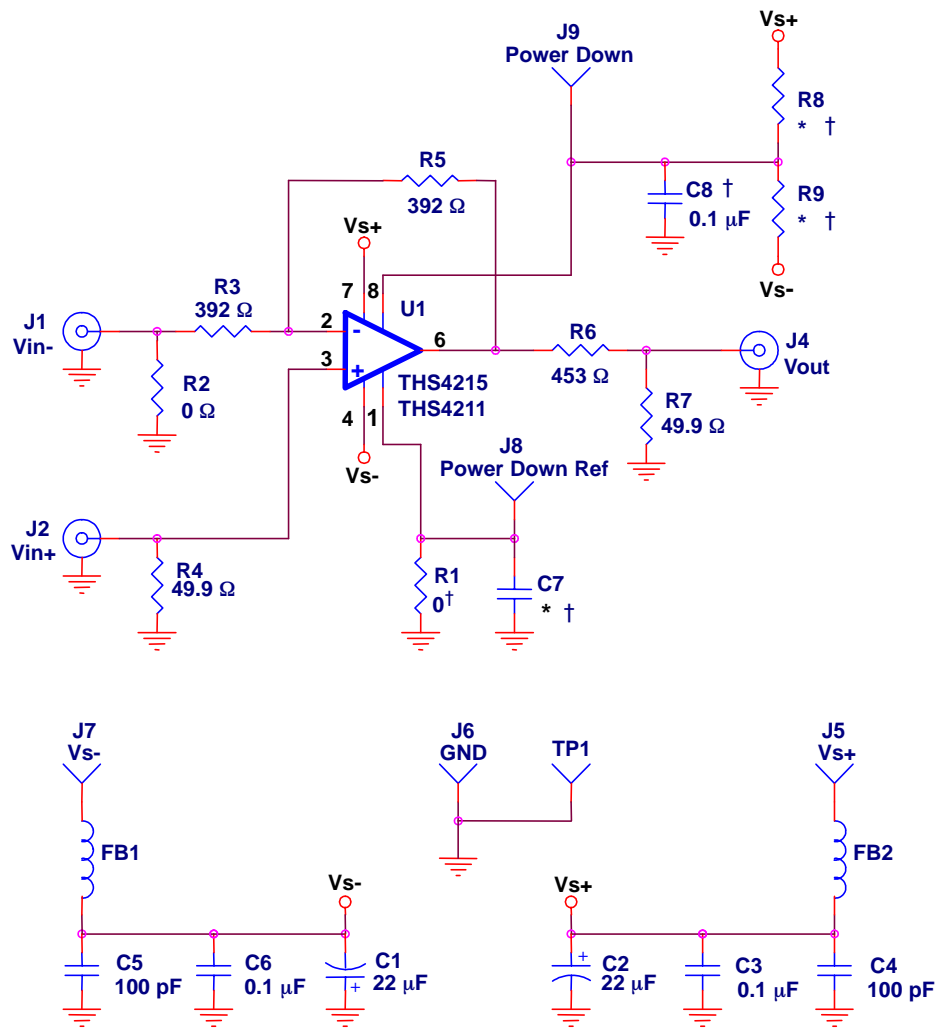 J9
Power Down
Vs+
R8
* †
R5
392 Ω
C8 †
0.1 µF
R9
* †
Vs+
Vs-
7 8
U1
R3
392 Ω
J1
Vin-
2
-
3
+
6
R6
453 Ω
J4
Vout
R2
0 Ω
THS4215
THS4211
R7
49.9 Ω
4 1
Vs-
J8
Power Down Ref
J2
Vin+
R4
49.9 Ω
R1
0†
C7
* †
J7
Vs-
J6
GND
TP1
J5
Vs+
FB1
FB2
Vs-
Vs+
C5
100 pF
C6
0.1 µF
C1
22 µF
+
+
C2
22 µF
C3
0.1 µF
C4
100 pF